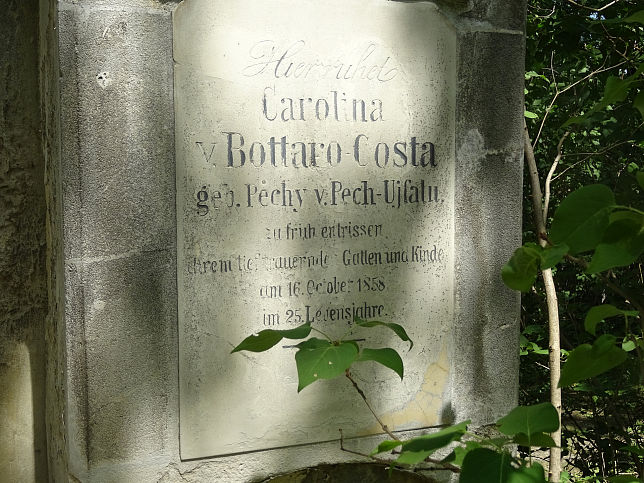 Hier ruhet
Carolina
v. Bottaro-Costa
geb. Péchy v. Pech-Ujfalu.
zu früh entrissen
ihrem tieftrauernden Gatten und Kinde
am 16. October 1858
im 25. Lebensjahre.